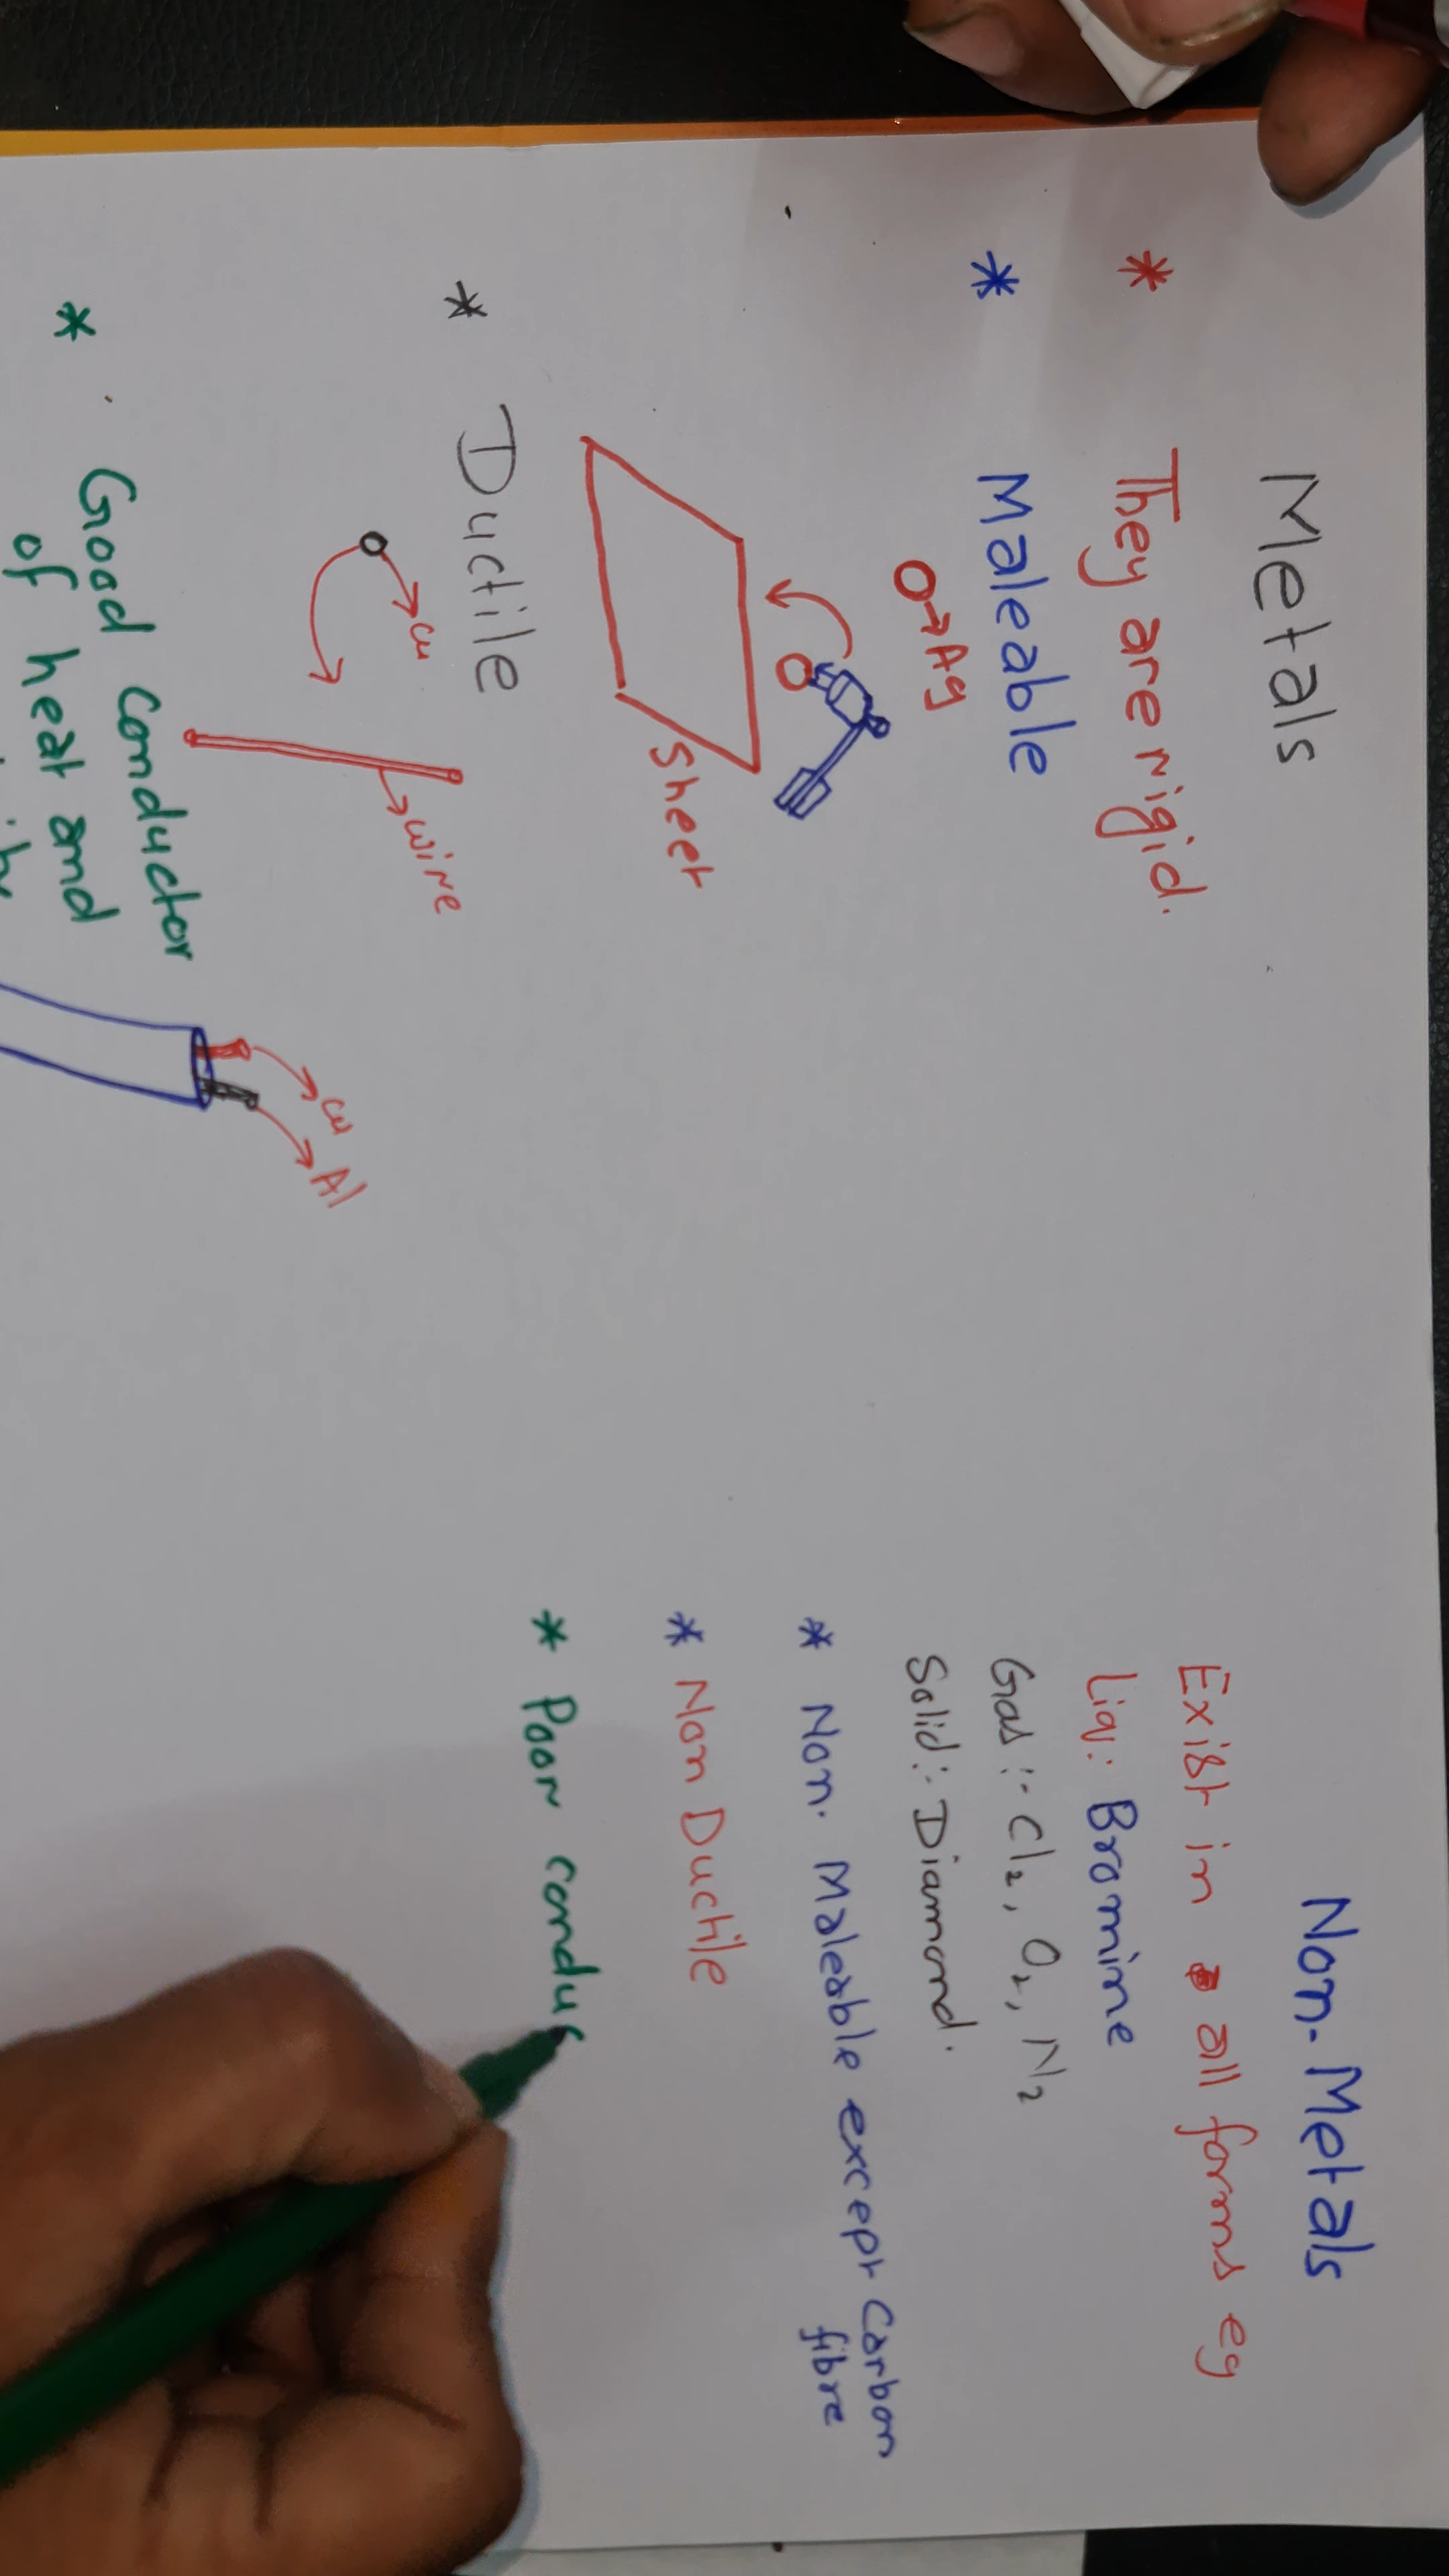 Metals
* They are rigid.
* Maleable
Ag
Sheet
* Ductile
cu
wire
* Good conductor
of heat and
cu
Al
Non-Metals
Exist in all forms eg
Liq: Bromine
Gas :- Cl₂, O₂, N₂
Solid:- Diamond.
* Non. Maleable except Carbon
fibre
* Non Ductile
* Poor conduc